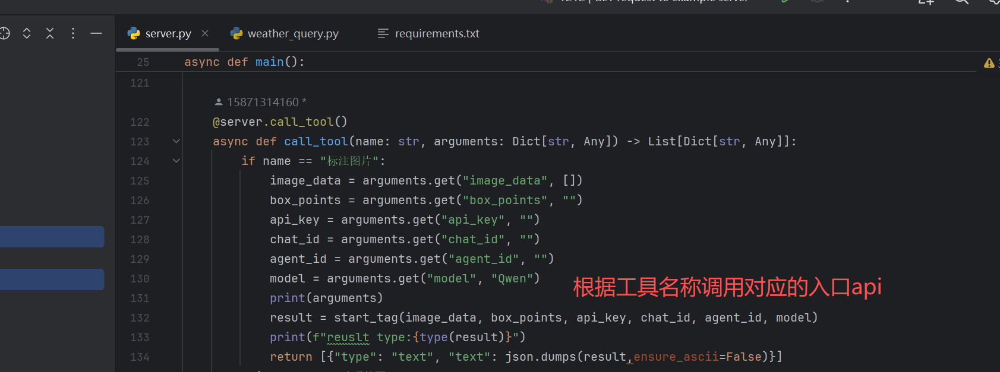 server.py
weather_query.py
requirements.txt
25 async def main():
121
15871314160 *
122 @server.call_tool()
123 async def call_tool(name: str, arguments: Dict[str, Any]) -> List[Dict[str, Any]]:
124 if name == "标注图片":
125 image_data = arguments.get("image_data", [])
126 box_points = arguments.get("box_points", "")
127 api_key = arguments.get("api_key", "")
128 chat_id = arguments.get("chat_id", "")
129 agent_id = arguments.get("agent_id", "")
130 model = arguments.get("model", "Qwen")
根据工具名称调用对应的入口api
131 print(arguments)
132 result = start_tag(image_data, box_points, api_key, chat_id, agent_id, model)
133 print(f"reuslt type:{type(result)}")
134 return [{"type": "text", "text": json.dumps(result,ensure_ascii=False)}]